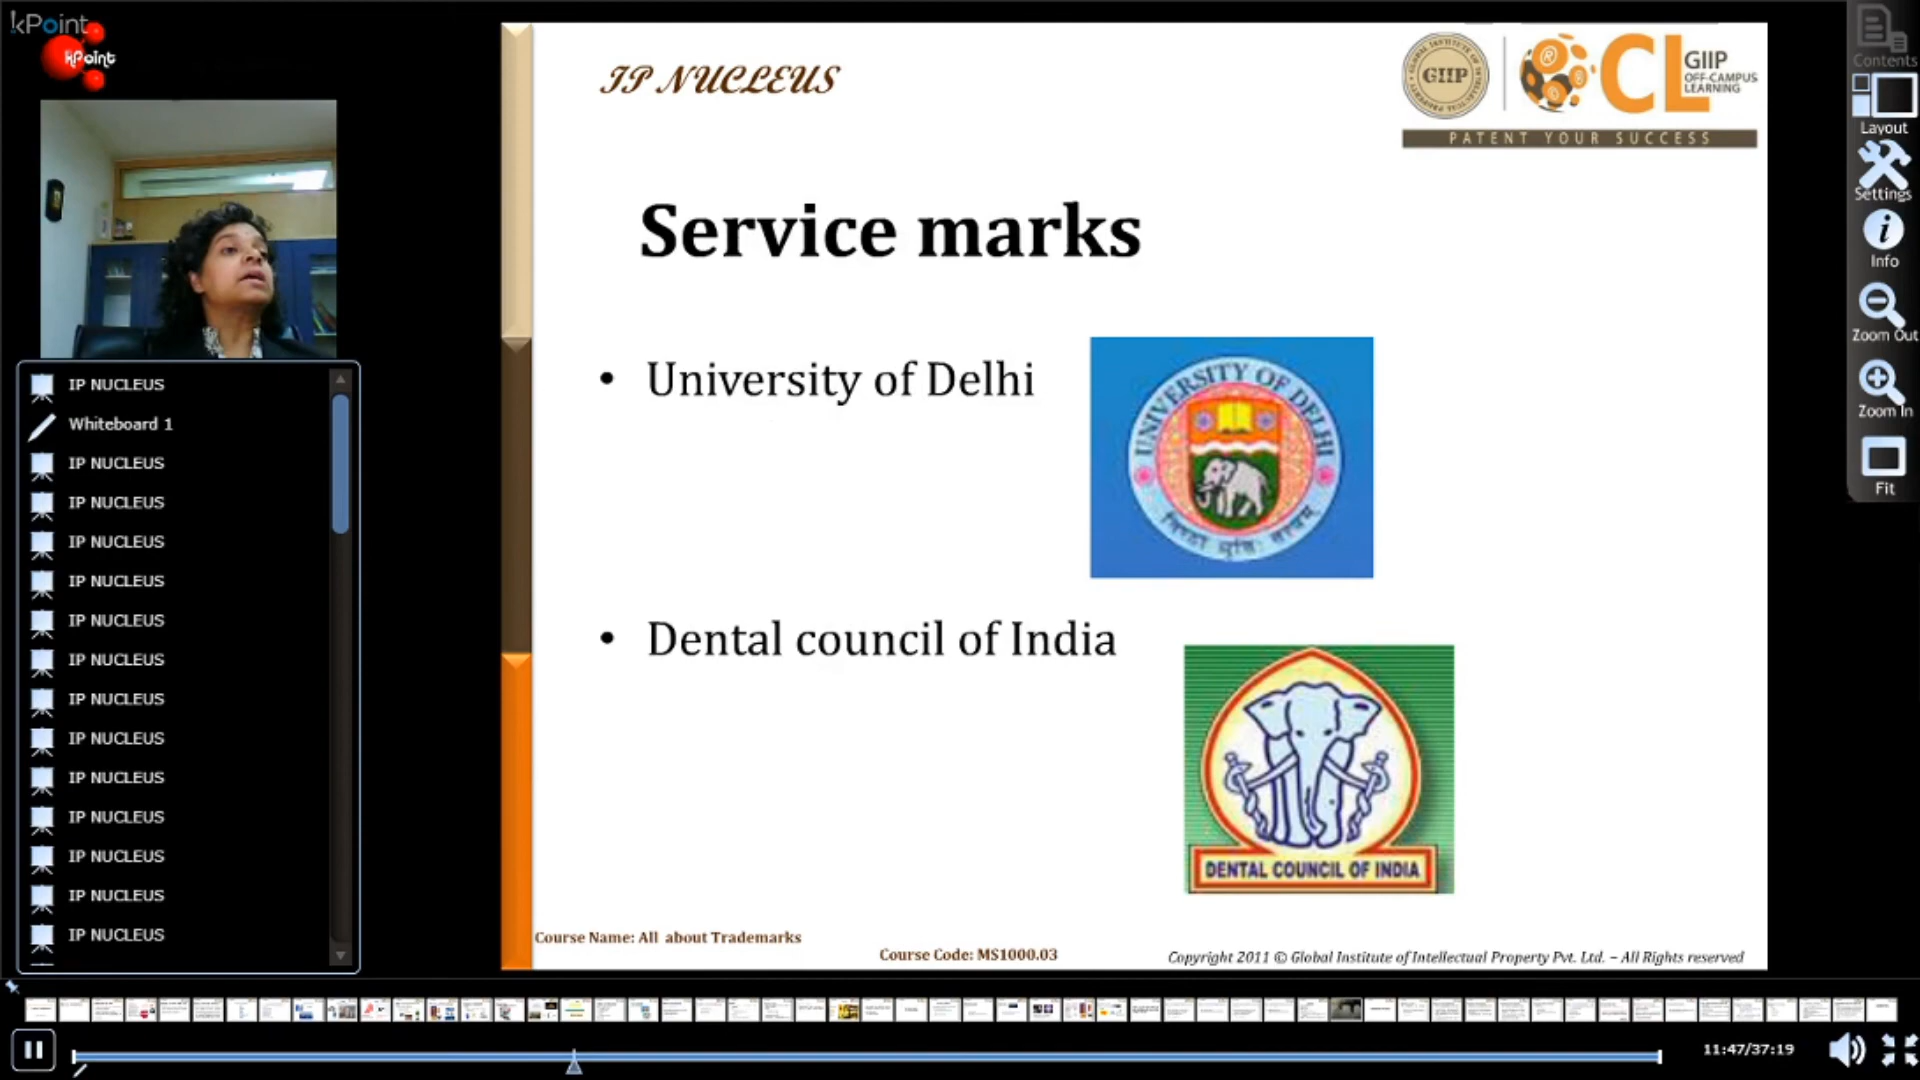 kPoint
kPoint
IP NUCLEUS
GIIP
CL
GIIP
OFF-CAMPUS
LEARNING
PATENT YOUR SUCCESS
Service marks
• University of Delhi
UNIVERSITY OF DELHI
• Dental council of India
DENTAL COUNCIL OF INDIA
Course Name: All about Trademarks
Course Code: MS1000.03
Copyright 2011 © Global Institute of Intellectual Property Pvt. Ltd. – All Rights reserved
IP NUCLEUS
Whiteboard 1
IP NUCLEUS
IP NUCLEUS
IP NUCLEUS
IP NUCLEUS
IP NUCLEUS
IP NUCLEUS
IP NUCLEUS
IP NUCLEUS
IP NUCLEUS
IP NUCLEUS
IP NUCLEUS
IP NUCLEUS
IP NUCLEUS
Contents
Layout
Settings
Info
Zoom Out
Zoom In
Fit
11:47/37:19